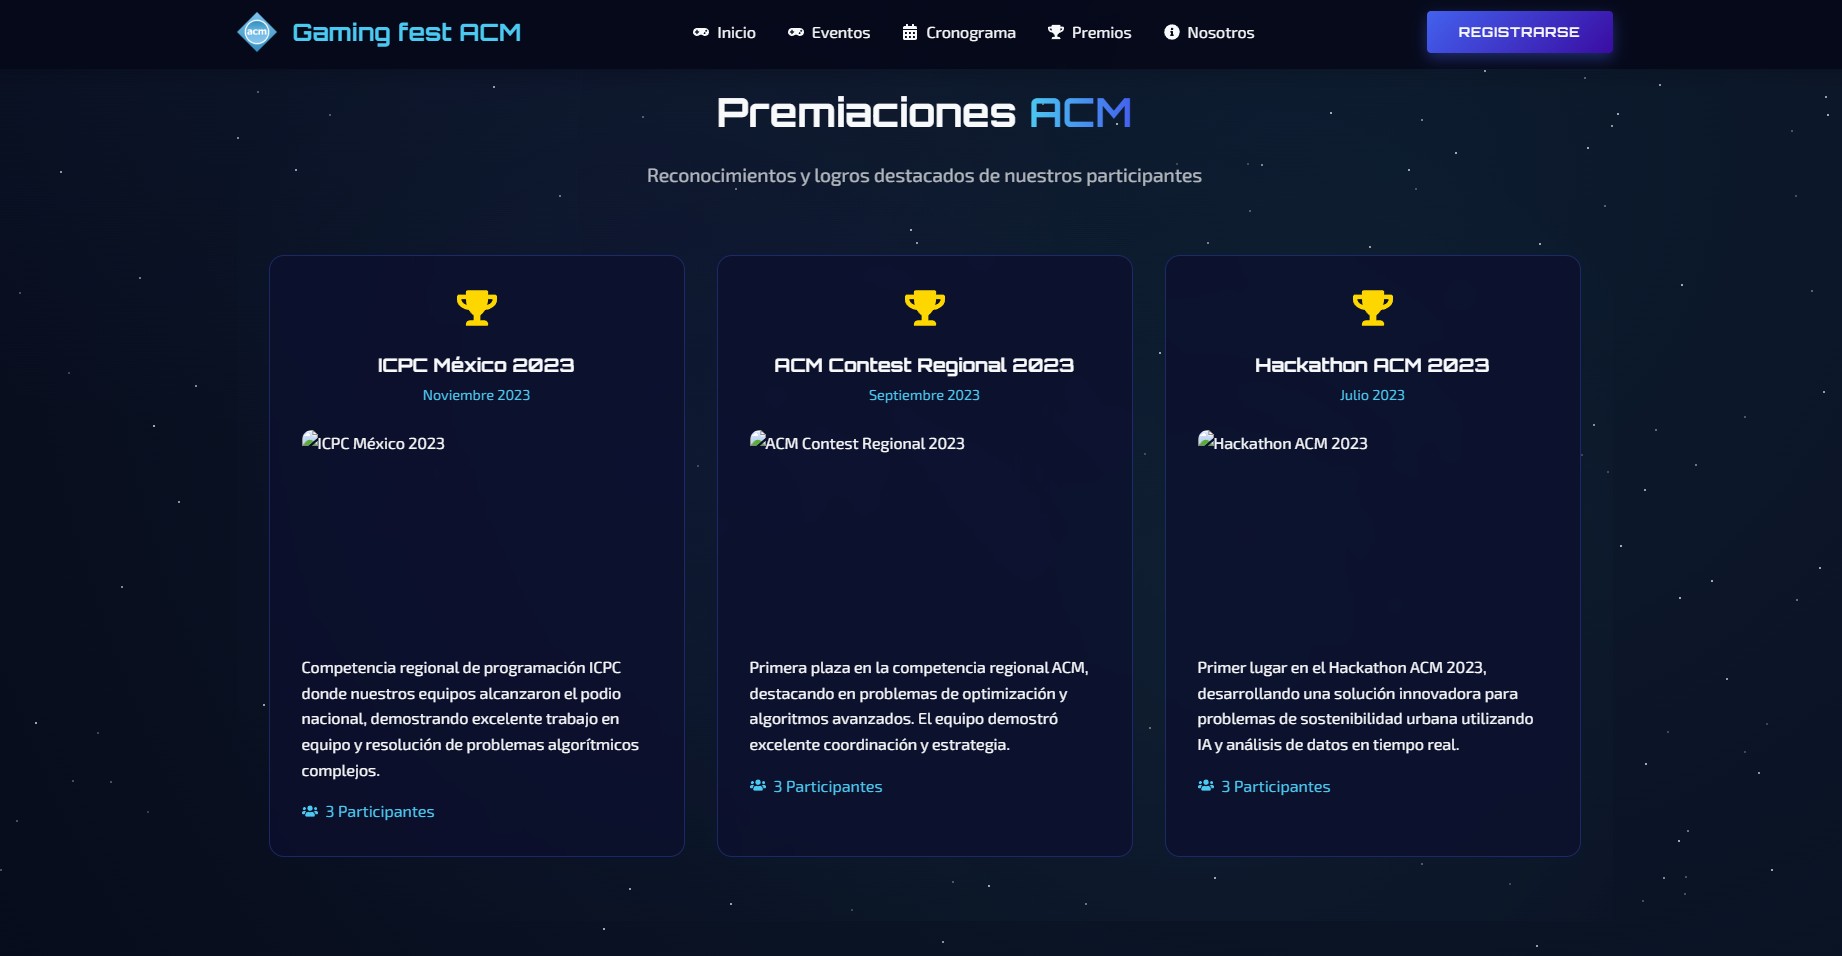 acm Gaming fest ACM Inicio Eventos Cronograma Premios Nosotros REGISTRARSE
Premiaciones ACM
Reconocimientos y logros destacados de nuestros participantes
ICPC México 2023
Noviembre 2023
ICPC México 2023
Competencia regional de programación ICPC
donde nuestros equipos alcanzaron el podio
nacional, demostrando excelente trabajo en
equipo y resolución de problemas algorítmicos
complejos.
3 Participantes
ACM Contest Regional 2023
Septiembre 2023
ACM Contest Regional 2023
Primera plaza en la competencia regional ACM,
destacando en problemas de optimización y
algoritmos avanzados. El equipo demostró
excelente coordinación y estrategia.
3 Participantes
Hackathon ACM 2023
Julio 2023
Hackathon ACM 2023
Primer lugar en el Hackathon ACM 2023,
desarrollando una solución innovadora para
problemas de sostenibilidad urbana utilizando
IA y análisis de datos en tiempo real.
3 Participantes